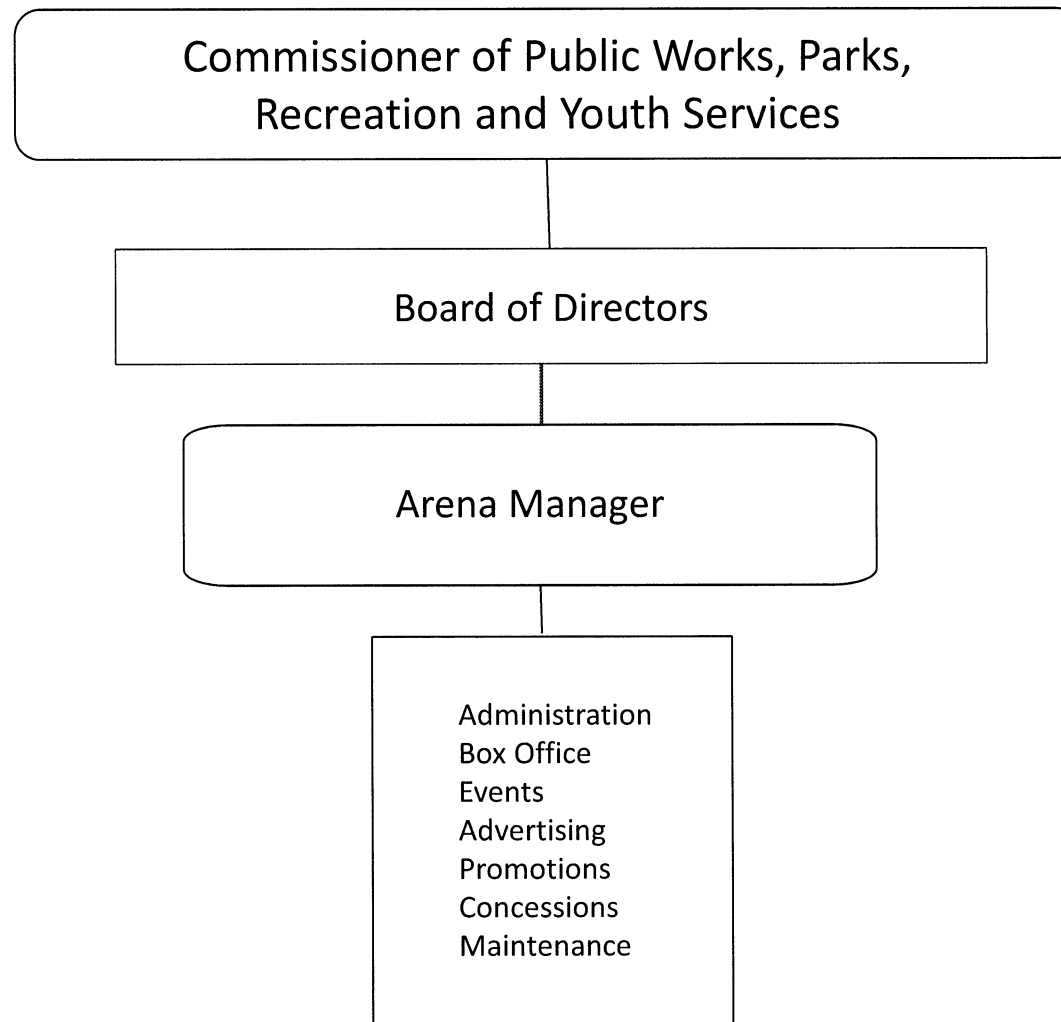 Commissioner of Public Works, Parks,
Recreation and Youth Services
Board of Directors
Arena Manager
Administration
Box Office
Events
Advertising
Promotions
Concessions
Maintenance